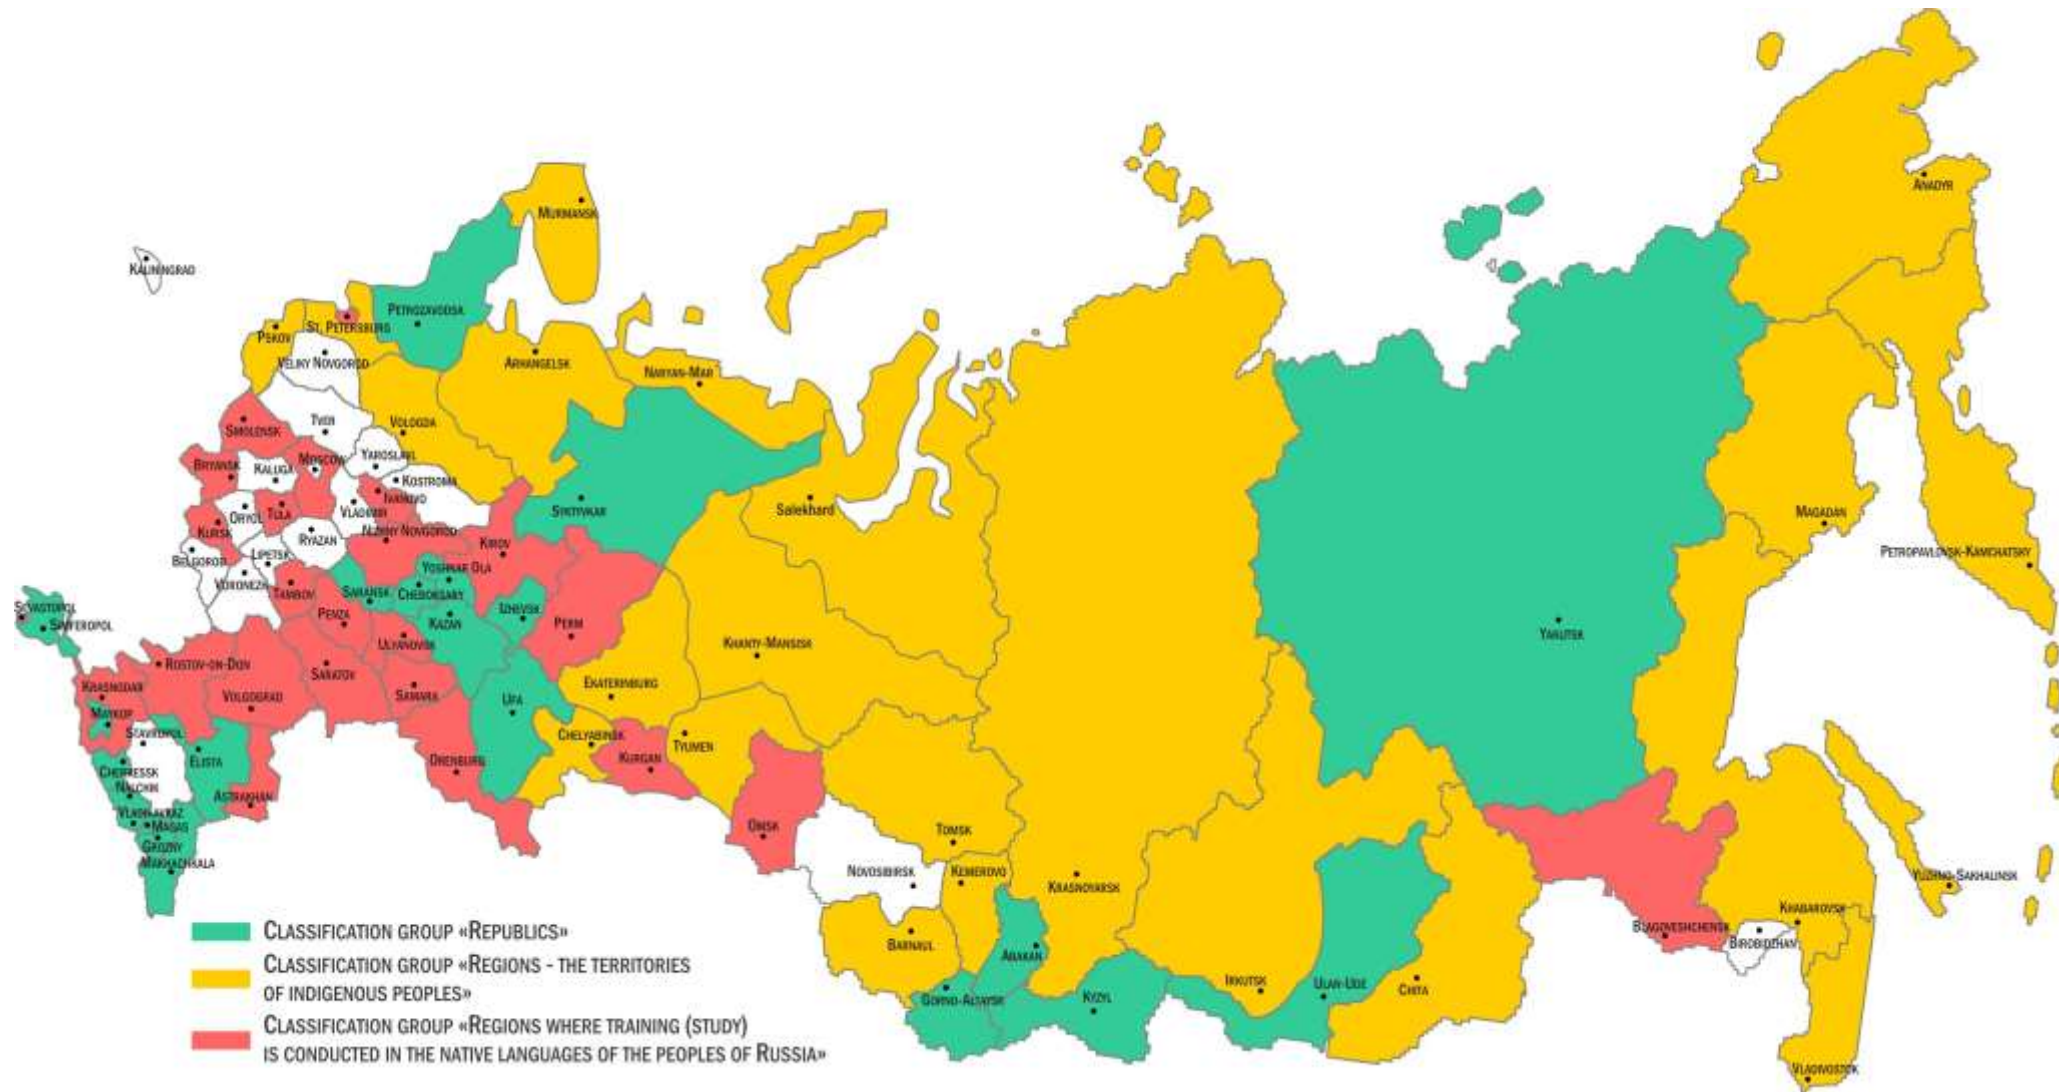 ANADYR
MURMANSK
KALININGRAD
PETROZAVODSK
ST. PETERSBURG
PSKOV
VELIKY NOVGOROD
ARHANGELSK
NARYAN-MAR
SMOLENSK
TVER
VOLOGDA
YAROSLAVL
MOSCOW
BRYANSK
KALUGA
KOSTROMA
IVANOVO
VLADIMIR
ORYOL
TULA
SYKTYVKAR
Salekhard
MAGADAN
KURSK
NIZHNY NOVGOROD
RYAZAN
KIROV
BELGOROD
LIPETSK
PETROPAVLOVSK-KAMCHATSKY
YOSHKAR OLA
VORONEZH
TAMBOV
SARANSK
CHEBOKSARY
SEVASTOPOL
SIMFEROPOL
PENZA
KAZAN
IZHEVSK
PERM
YAKUTSK
ULYANOVSK
KHANTY-MANSISK
ROSTOV-ON-DON
SARATOV
KRASNODAR
VOLGOGRAD
SAMARA
EKATERINBURG
UFA
MAYKOP
STAVROPOL
CHELYABINSK
TYUMEN
ELISTA
KURGAN
ORENBURG
CHERKESSK
NALCHIK
ASTRAKHAN
VLADIKAVKAZ
MAGAS
GROZNY
MAKHACHKALA
OMSK
TOMSK
NOVOSIBIRSK
KEMEROVO
KRASNOYARSK
YUZHNO-SAKHALINSK
KHABAROVSK
BLAGOVESHCHENSK
BIROBIDZHAN
BARNAUL
ABAKAN
GORNO-ALTAYSK
KYZYL
IRKUTSK
ULAN-UDE
CHITA
VLADIVOSTOK
CLASSIFICATION GROUP «REPUBLICS»
CLASSIFICATION GROUP «REGIONS - THE TERRITORIES
OF INDIGENOUS PEOPLES»
CLASSIFICATION GROUP «REGIONS WHERE TRAINING (STUDY)
IS CONDUCTED IN THE NATIVE LANGUAGES OF THE PEOPLES OF RUSSIA»